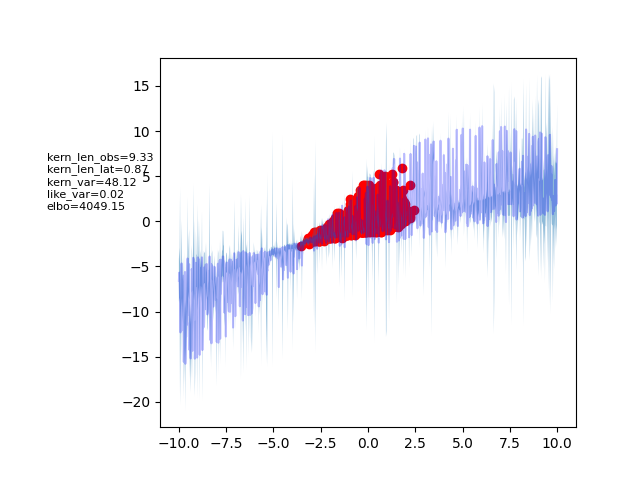 15
10
kern_len_obs=9.33
kern_len_lat=0.87
5
kern_var=48.12
like_var=0.02
elbo=4049.15
0
−5
−10
−15
−20
−10.0 −7.5 −5.0 −2.5 0.0 2.5 5.0 7.5 10.0